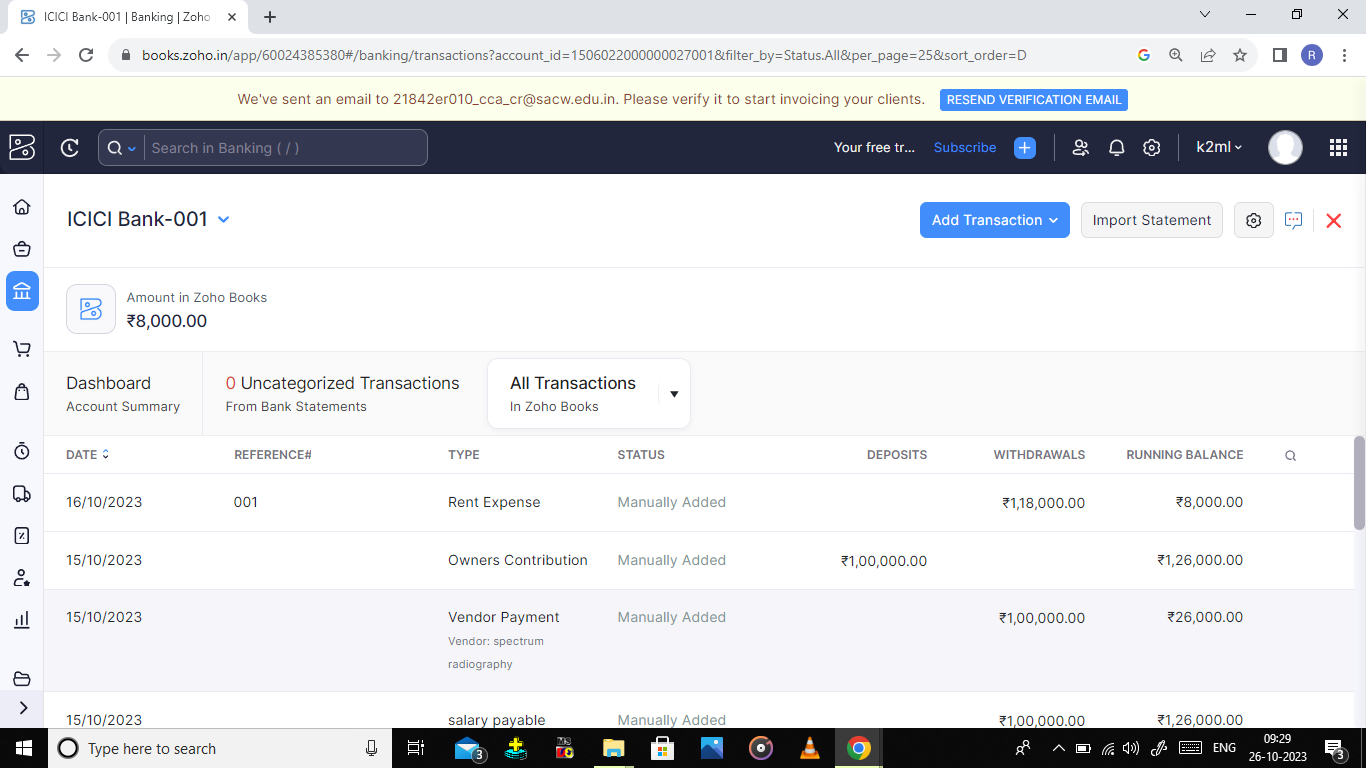 ICICI Bank-001 | Banking | Zoho
books.zoho.in/app/60024385380#/banking/transactions?account_id=1506022000000027001&filter_by=Status.All&per_page=25&sort_order=D
R
We've sent an email to 21842er010_cca_cr@sacw.edu.in. Please verify it to start invoicing your clients. RESEND VERIFICATION EMAIL
Search in Banking ( / ) Your free tr... Subscribe k2ml
ICICI Bank-001 Add Transaction Import Statement
Amount in Zoho Books
₹8,000.00
Dashboard 0 Uncategorized Transactions All Transactions
Account Summary From Bank Statements In Zoho Books
DATE REFERENCE# TYPE STATUS DEPOSITS WITHDRAWALS RUNNING BALANCE
16/10/2023 001 Rent Expense Manually Added ₹1,18,000.00 ₹8,000.00
15/10/2023 Owners Contribution Manually Added ₹1,00,000.00 ₹1,26,000.00
15/10/2023 Vendor Payment Manually Added ₹1,00,000.00 ₹26,000.00
Vendor: spectrum
radiography
15/10/2023 salary payable Manually Added ₹1,00,000.00 ₹1,26,000.00
Type here to search 3 ENG 09:29
26-10-2023 3